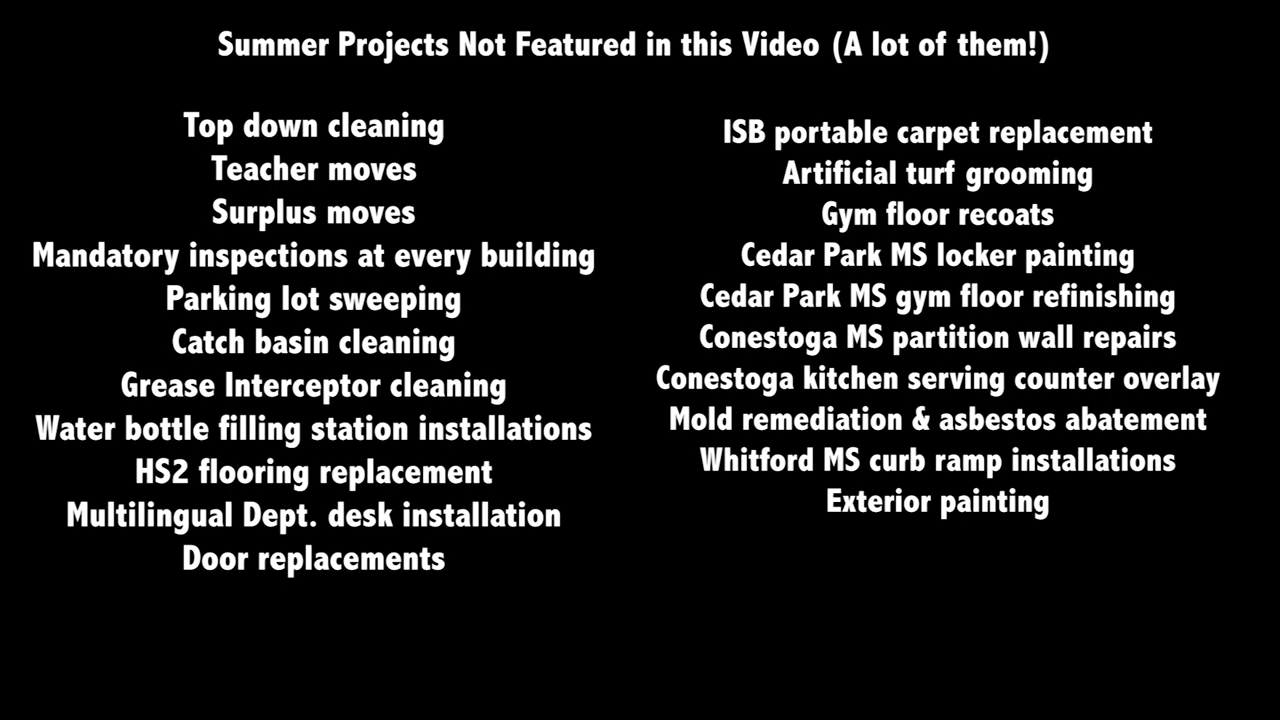 Summer Projects Not Featured in this Video (A lot of them!)
Top down cleaning
Teacher moves
Surplus moves
Mandatory inspections at every building
Parking lot sweeping
Catch basin cleaning
Grease Interceptor cleaning
Water bottle filling station installations
HS2 flooring replacement
Multilingual Dept. desk installation
Door replacements
ISB portable carpet replacement
Artificial turf grooming
Gym floor recoats
Cedar Park MS locker painting
Cedar Park MS gym floor refinishing
Conestoga MS partition wall repairs
Conestoga kitchen serving counter overlay
Mold remediation & asbestos abatement
Whitford MS curb ramp installations
Exterior painting